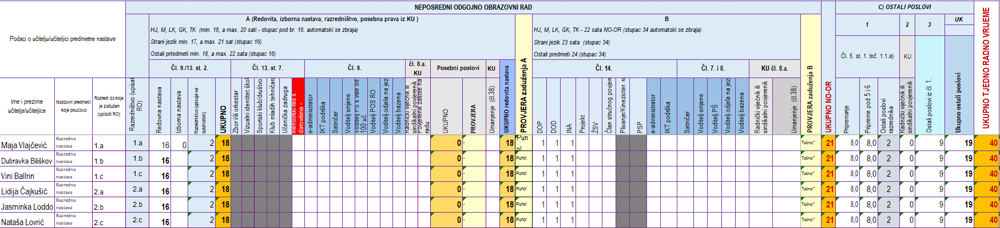 NEPOSREDNI ODGOJNO OBRAZOVNI RAD
C) OSTALI POSLOVI
A (Redovita, izborna nastava, razredništvo, posebna prava iz KU )
B
1
2
3
UK
HJ, M, LK, GK, TK (min. 16, a max. 20 sati - stupac pod br. 16. automatski se zbraja)
HJ, M, LK, GK, TK - 22 sata NO-OR (stupac 34 automatski se zbraja)
Podaci o učitelju/učiteljici predmetne nastave
Strani jezik min. 17, a max. 21 sat (stupac 16)
Strani jezik 23 sata (stupac 34)
Ostali prtedmeti min. 18, a max. 22 sata (stupac 16)
Ostali predmeti 24 (stupac 34)
Čl. 5. st. 1. toč. 1.1.a)
KU
Čl. 9./13. st. 2.
Čl. 13. st. 7.
Čl. 8.
čl. 8.a. KU
Posebni poslovi
KU
Čl. 14.
Čl. 7. i 8.
KU čl. 8.a.
Ime i prezime učitelja/učiteljice
Nastavni predmet/i koje poučava
Razredi za koje je zadužen (upisati RO)
Razredništvo (upisat RO)
Redovna nastava
Izborna nastava
Razredništvo (upisuje se automatski)
UKUPNO
Zbor i/ili orkestar
Vizualni identitet škol
Sportski klub/društvo
Klub mladih tehničara
Učenička zadruga
mentorski rad s darovitima -
e-administrator
IKT podrška
Satničar
Voditelj smjene
Voditelj PŠ s više od 100 uč.
Voditelj POS RO
Voditelj odjela na jez
Voditelj bazena
Radnički vijećnik ili sindikalni povjerenik
Povjerenik zaštite na radu
UKUPNO
PROVJERA
Umanjenje (čl.38)
UKUPNO redovita nastava
PROVJERA zaduženja A
DOP
DOD
INA
Projekt
ŽSV
Član stručnog povjere
Plivanje/Kinezioter. ra
PSP
e-administrator
IKT podrška
Satničar
Voditelj smjene
Voditelj PŠ
Voditelj odjela na jez
Voditelj bazena
Radnički vijećnik ili sindikalni povjerenik
Umanjenje (čl.38)
PROVJERA zaduženja B
UKUPNO NO-OR
Pripremanje
Pripreme pod 5 i 6
Ostali poslovi razrednika
Radnički vijećnik ili sindikalni povjerenik
Ostali poslovi iz čl. 1.
Ukupno ostali poslovi
UKUPNO TJEDNO RADNO VRIJEME
Maja Vlajčević Razredna nastava 1.a 1.a 16 0 2 18 0 - 18 Puno! 1 1 1 Točno!" 21 8,0 8,0 2 0 9 19 40
Dubravka Biliškov Razredna nastava 1.b 1.b 16 2 18 0 - 18 Puno! 1 1 1 Točno!" 21 8,0 8,0 2 0 9 19 40
Vini Ballrin Razredna nastava 1.c 1.c 16 2 18 0 - 18 Puno! 1 1 1 Točno!" 21 8,0 8,0 2 0 9 19 40
Lidija Čajkušić Razredna nastava 2.a 2.a 16 2 18 0 - 18 Puno! 1 1 1 Točno!" 21 8,0 8,0 2 0 9 19 40
Jasminka Loddo Razredna nastava 2.b 2.b 16 2 18 0 - 18 Puno! 1 1 1 Točno!" 21 8,0 8,0 2 0 9 19 40
Nataša Lovrić Razredna nastava 2.c 2.c 16 2 18 0 - 18 Puno! 1 1 1 Točno!" 21 8,0 8,0 2 0 9 19 40